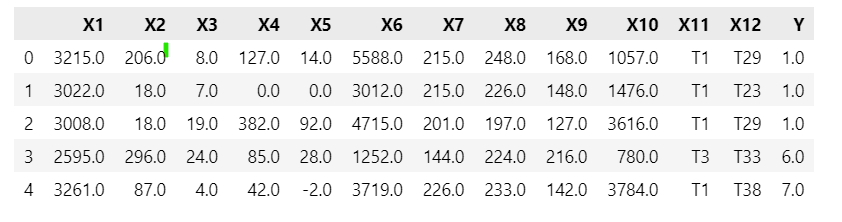 X1 X2 X3 X4 X5 X6 X7 X8 X9 X10 X11 X12 Y
0 3215.0 206.0 8.0 127.0 14.0 5588.0 215.0 248.0 168.0 1057.0 T1 T29 1.0
1 3022.0 18.0 7.0 0.0 0.0 3012.0 215.0 226.0 148.0 1476.0 T1 T23 1.0
2 3008.0 18.0 19.0 382.0 92.0 4715.0 201.0 197.0 127.0 3616.0 T1 T29 1.0
3 2595.0 296.0 24.0 85.0 28.0 1252.0 144.0 224.0 216.0 780.0 T3 T33 6.0
4 3261.0 87.0 4.0 42.0 -2.0 3719.0 226.0 233.0 142.0 3784.0 T1 T38 7.0